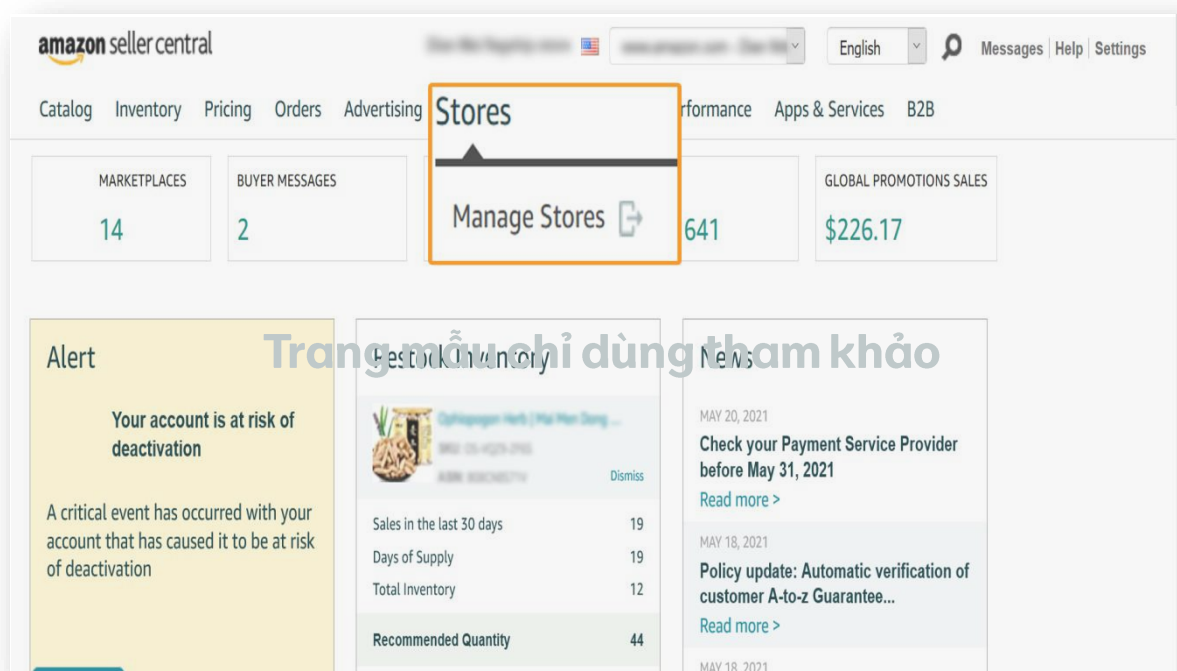 amazon seller central
English
Messages | Help | Settings
Catalog Inventory Pricing Orders Advertising Stores rformance Apps & Services B2B
Manage Stores
MARKETPLACES
14
BUYER MESSAGES
2
641
GLOBAL PROMOTIONS SALES
$226.17
Trang mẫu chỉ dùng tham khảo
Alert
Your account is at risk of
deactivation
A critical event has occurred with your
account that has caused it to be at risk
of deactivation
Restock Inventory
Dismiss
Sales in the last 30 days 19
Days of Supply 19
Total Inventory 12
Recommended Quantity 44
News
MAY 20, 2021
Check your Payment Service Provider
before May 31, 2021
Read more >
MAY 18, 2021
Policy update: Automatic verification of
customer A-to-z Guarantee...
Read more >
MAY 18, 2021